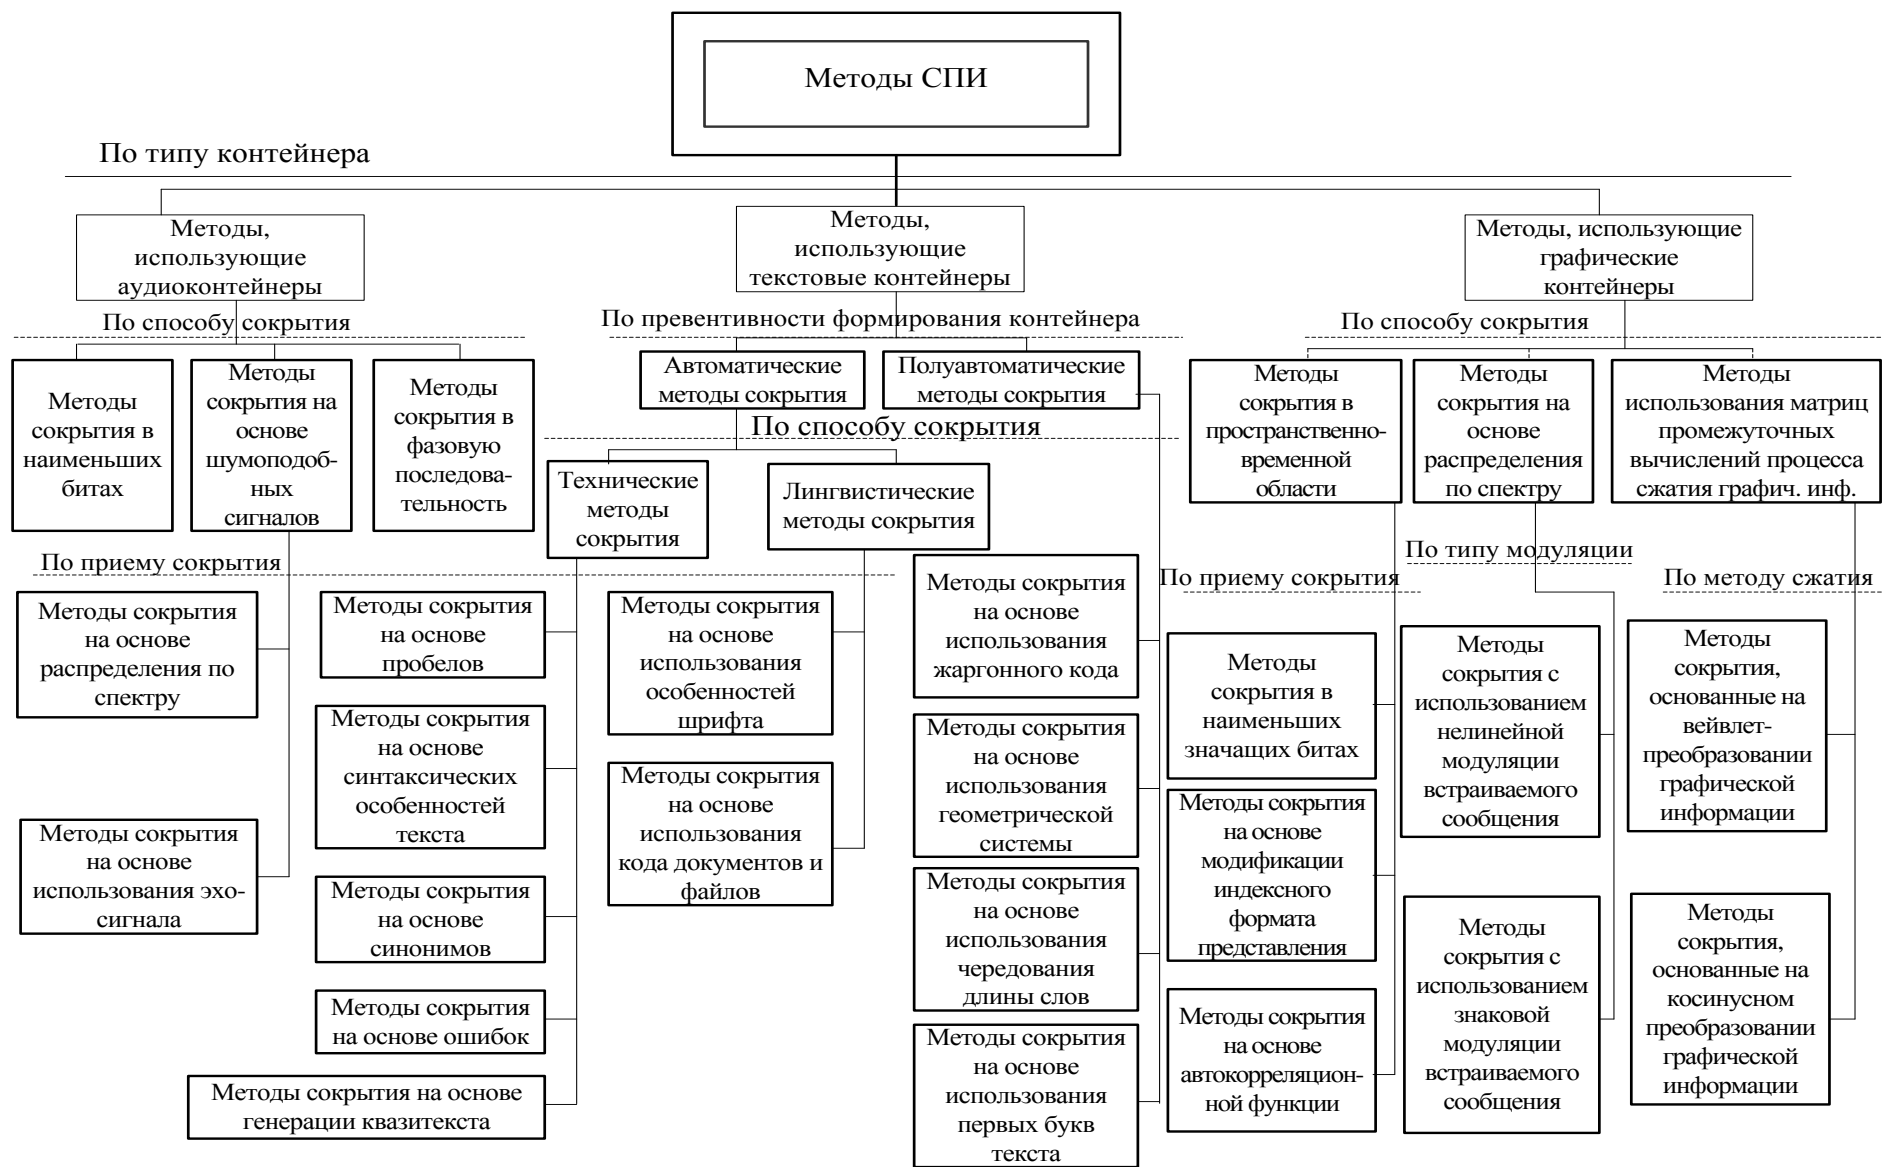 Методы СПИ
По типу контейнера
Методы,
использующие
аудиоконтейнеры
Методы,
использующие
текстовые контейнеры
Методы, использующие
графические
контейнеры
По способу сокрытия
По превентивности формирования контейнера
По способу сокрытия
Методы
сокрытия в
наименьших
битах
Методы
сокрытия на
основе
шумоподоб-
ных
сигналов
Методы
сокрытия в
фазовую
последова-
тельность
Автоматические
методы сокрытия
Полуавтоматические
методы сокрытия
Методы
сокрытия в
пространственно-
временной
области
Методы
сокрытия на
основе
распределения
по спектру
Методы
использования матриц
промежуточных
вычислений процесса
сжатия графич. инф.
По способу сокрытия
Технические
методы
сокрытия
Лингвистические
методы сокрытия
По приему сокрытия
По приему сокрытия
По типу модуляции
По методу сжатия
Методы сокрытия
на основе
распределения по
спектру
Методы сокрытия
на основе
использования эхо-
сигнала
Методы сокрытия
на основе
пробелов
Методы сокрытия
на основе
синтаксических
особенностей
текста
Методы сокрытия
на основе
синонимов
Методы сокрытия
на основе ошибок
Методы сокрытия на основе
генерации квазитекста
Методы сокрытия
на основе
использования
особенностей
шрифта
Методы сокрытия
на основе
использования
кода документов и
файлов
Методы сокрытия
на основе
использования
жаргонного кода
Методы сокрытия
на основе
использования
геометрической
системы
Методы сокрытия
на основе
использования
чередования
длины слов
Методы сокрытия
на основе
использования
первых букв
текста
Методы
сокрытия в
наименьших
значащих битах
Методы сокрытия
на основе
модификации
индексного
формата
представления
Методы сокрытия
на основе
автокорреляцион-
ной функции
Методы
сокрытия с
использованием
нелинейной
модуляции
встраиваемого
сообщения
Методы
сокрытия с
использованием
знаковой
модуляции
встраиваемого
сообщения
Методы
сокрытия,
основанные на
вейвлет-
преобразовании
графической
информации
Методы
сокрытия,
основанные на
косинусном
преобразовании
графической
информации